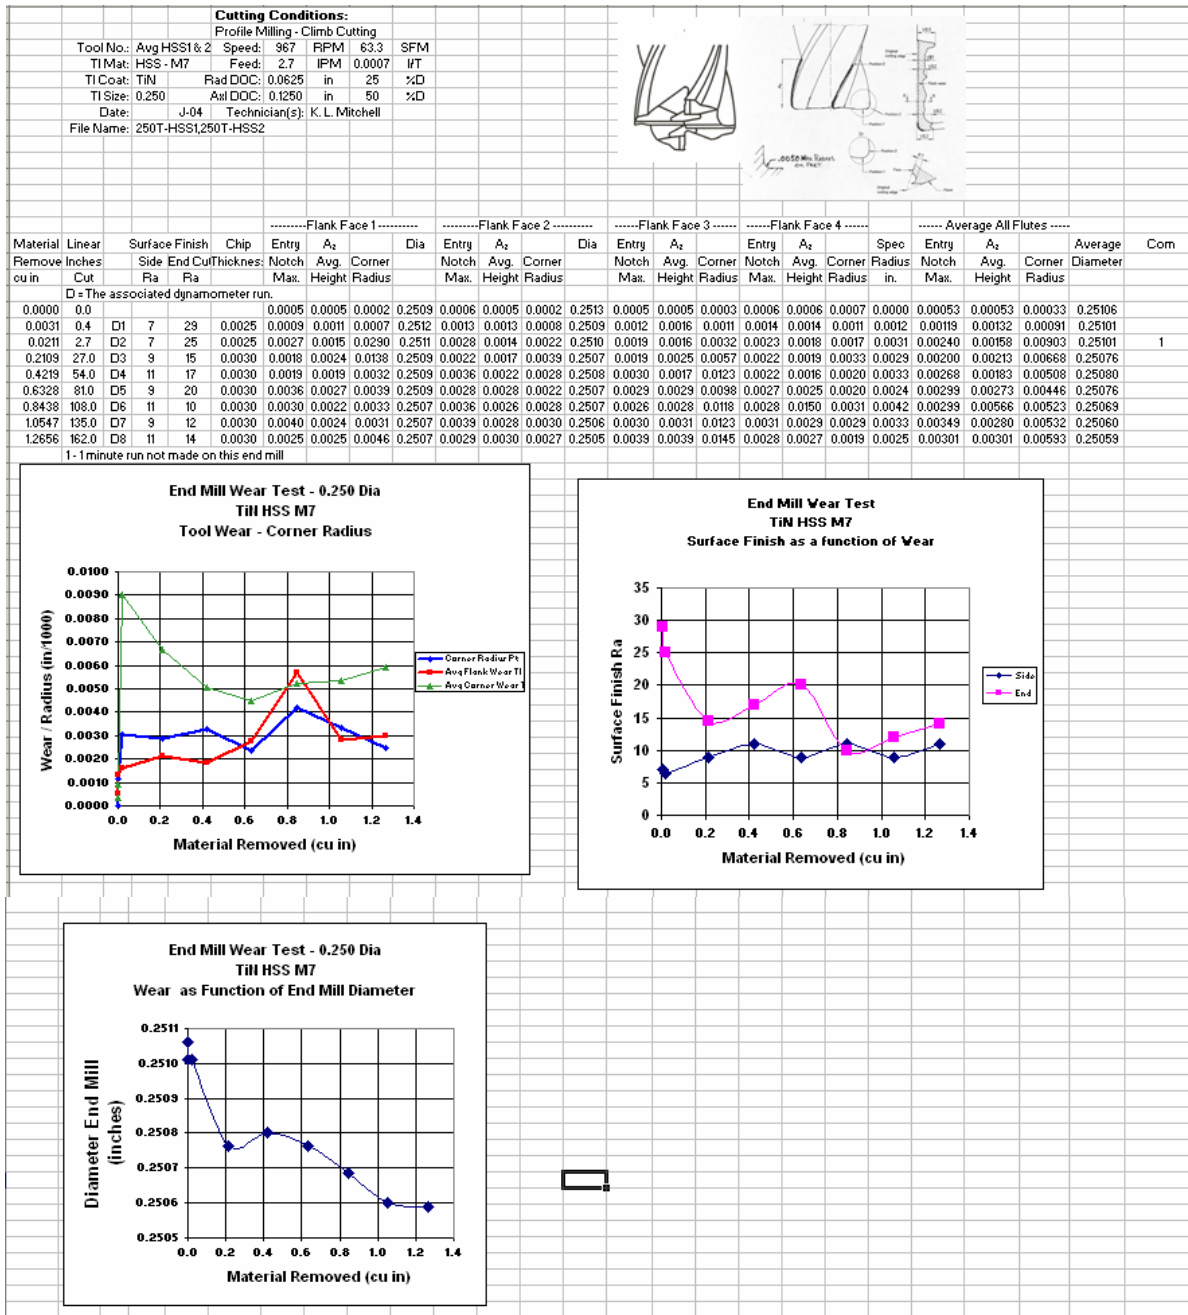 Cutting Conditions:
Profile Milling - Climb Cutting
Tool No.: Avg HSS1 & 2 Speed: 967 RPM 63.3 SFM
Tl Mat: HSS - M7 Feed: 2.7 IPM 0.0007 I/T
Tl Coat: TiN Rad DOC: 0.0625 in 25 %D
Tl Size: 0.250 Axl DOC: 0.1250 in 50 %D
Date: J-04 Technician(s): K. L. Mitchell
File Name: 250T-HSS1,250T-HSS2
.0050 Max Radius
--------Flank Face 1---------- -------Flank Face 2 ---------- ------Flank Face 3 ------ ------Flank Face 4 ------ ------ Average All Flutes -----
Material Linear Surface Finish Chip Entry A₂ Dia Entry A₂ Dia Entry A₂ Entry A₂ Spec Entry A₂ Average Com
Remove Inches Side End Cut Thicknes: Notch Avg. Corner Notch Avg. Corner Notch Avg. Corner Notch Avg. Corner Radius Notch Avg. Corner Diameter
cu in Cut Ra Ra Max. Height Radius Max. Height Radius Max. Height Radius Max. Height Radius in. Max. Height Radius
D = The associated dynamometer run.
0.0000 0.0 0.0005 0.0005 0.0002 0.2509 0.0006 0.0005 0.0002 0.2513 0.0005 0.0005 0.0003 0.0006 0.0006 0.0007 0.0000 0.00053 0.00053 0.00033 0.25106
0.0031 0.4 D1 7 29 0.0025 0.0009 0.0011 0.0007 0.2512 0.0013 0.0013 0.0008 0.2509 0.0012 0.0016 0.0011 0.0014 0.0014 0.0011 0.0012 0.00119 0.00132 0.00091 0.25101
0.0211 2.7 D2 7 25 0.0025 0.0027 0.0015 0.0290 0.2511 0.0028 0.0014 0.0022 0.2510 0.0019 0.0016 0.0032 0.0023 0.0018 0.0017 0.0031 0.00240 0.00158 0.00903 0.25101 1
0.2109 27.0 D3 9 15 0.0030 0.0018 0.0024 0.0138 0.2509 0.0022 0.0017 0.0039 0.2507 0.0019 0.0025 0.0057 0.0022 0.0019 0.0033 0.0029 0.00200 0.00213 0.00668 0.25076
0.4219 54.0 D4 11 17 0.0030 0.0019 0.0019 0.0032 0.2509 0.0036 0.0022 0.0028 0.2508 0.0030 0.0017 0.0123 0.0022 0.0016 0.0020 0.0033 0.00268 0.00183 0.00508 0.25080
0.6328 81.0 D5 9 20 0.0030 0.0036 0.0027 0.0039 0.2509 0.0028 0.0028 0.0022 0.2507 0.0029 0.0029 0.0098 0.0027 0.0025 0.0020 0.0024 0.00299 0.00273 0.00446 0.25076
0.8438 108.0 D6 11 10 0.0030 0.0030 0.0022 0.0033 0.2507 0.0036 0.0026 0.0028 0.2507 0.0026 0.0028 0.0118 0.0028 0.0150 0.0031 0.0042 0.00299 0.00566 0.00523 0.25069
1.0547 135.0 D7 9 12 0.0030 0.0040 0.0024 0.0031 0.2507 0.0039 0.0028 0.0030 0.2506 0.0030 0.0031 0.0123 0.0031 0.0029 0.0029 0.0033 0.00349 0.00280 0.00532 0.25060
1.2656 162.0 D8 11 14 0.0030 0.0025 0.0025 0.0046 0.2507 0.0029 0.0030 0.0027 0.2505 0.0039 0.0039 0.0145 0.0028 0.0027 0.0019 0.0025 0.00301 0.00301 0.00593 0.25059
1 - 1 minute run not made on this end mill
End Mill Wear Test - 0.250 Dia
TiN HSS M7
Tool Wear - Corner Radius
0.0100
0.0090
0.0080
0.0070
0.0060
0.0050
0.0040
0.0030
0.0020
0.0010
0.0000
Wear / Radius (in/1000)
0.0 0.2 0.4 0.6 0.8 1.0 1.2 1.4
Material Removed (cu in)
Corner Radius Pt
Avg Flank Wear Tl
Avg Corner Wear T
End Mill Wear Test
TiN HSS M7
Surface Finish as a function of Wear
35
30
25
20
15
10
5
0
Surface Finish Ra
0.0 0.2 0.4 0.6 0.8 1.0 1.2 1.4
Material Removed (cu in)
Side
End
End Mill Wear Test - 0.250 Dia
TiN HSS M7
Wear as Function of End Mill Diameter
0.2511
0.2510
0.2509
0.2508
0.2507
0.2506
0.2505
Diameter End Mill
(inches)
0.0 0.2 0.4 0.6 0.8 1.0 1.2 1.4
Material Removed (cu in)